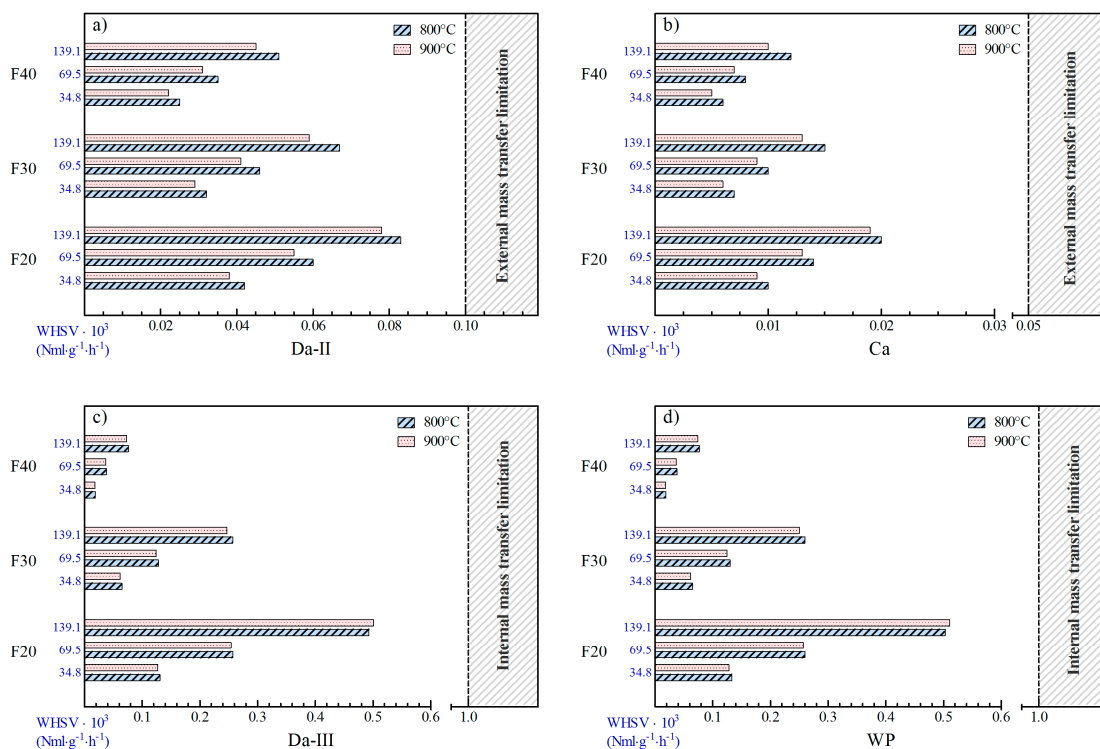 a)
800°C
900°C
139.1
F40
69.5
34.8
139.1
F30
69.5
34.8
139.1
F20
69.5
34.8
External mass transfer limitation
0.02
0.04
0.06
0.08
0.10
WHSV · 10³
(Nml·g⁻¹·h⁻¹)
Da-II
b)
800°C
900°C
139.1
F40
69.5
34.8
139.1
F30
69.5
34.8
139.1
F20
69.5
34.8
External mass transfer limitation
0.01
0.02
0.03
0.05
WHSV · 10³
(Nml·g⁻¹·h⁻¹)
Ca
c)
800°C
900°C
139.1
F40
69.5
34.8
139.1
F30
69.5
34.8
139.1
F20
69.5
34.8
Internal mass transfer limitation
0.1
0.2
0.3
0.4
0.5
0.6
1.0
WHSV · 10³
(Nml·g⁻¹·h⁻¹)
Da-III
d)
800°C
900°C
139.1
F40
69.5
34.8
139.1
F30
69.5
34.8
139.1
F20
69.5
34.8
Internal mass transfer limitation
0.1
0.2
0.3
0.4
0.5
0.6
1.0
WHSV · 10³
(Nml·g⁻¹·h⁻¹)
WP